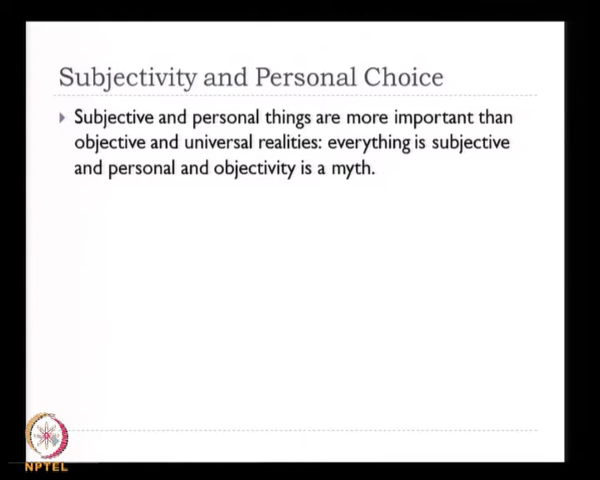 Subjectivity and Personal Choice
Subjective and personal things are more important than
objective and universal realities: everything is subjective
and personal and objectivity is a myth.
NPTEL